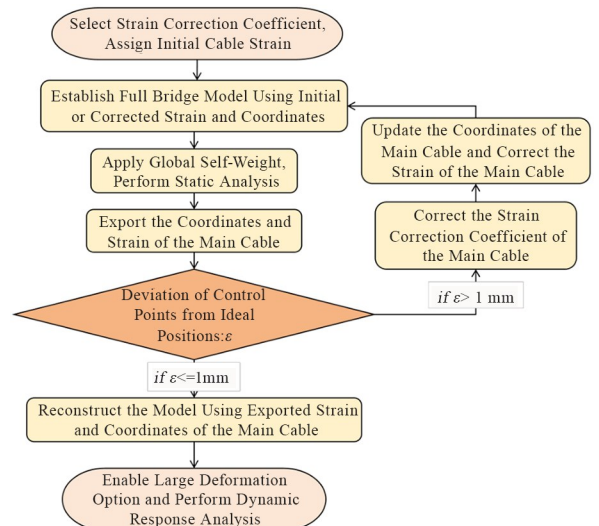 Select Strain Correction Coefficient,
Assign Initial Cable Strain
Establish Full Bridge Model Using Initial
or Corrected Strain and Coordinates
Apply Global Self-Weight,
Perform Static Analysis
Export the Coordinates and
Strain of the Main Cable
Deviation of Control
Points from Ideal
Positions:ε
if ε> 1 mm
Correct the Strain
Correction Coefficient of
the Main Cable
Update the Coordinates of the
Main Cable and Correct the
Strain of the Main Cable
if ε<=1mm
Reconstruct the Model Using Exported Strain
and Coordinates of the Main Cable
Enable Large Deformation
Option and Perform Dynamic
Response Analysis